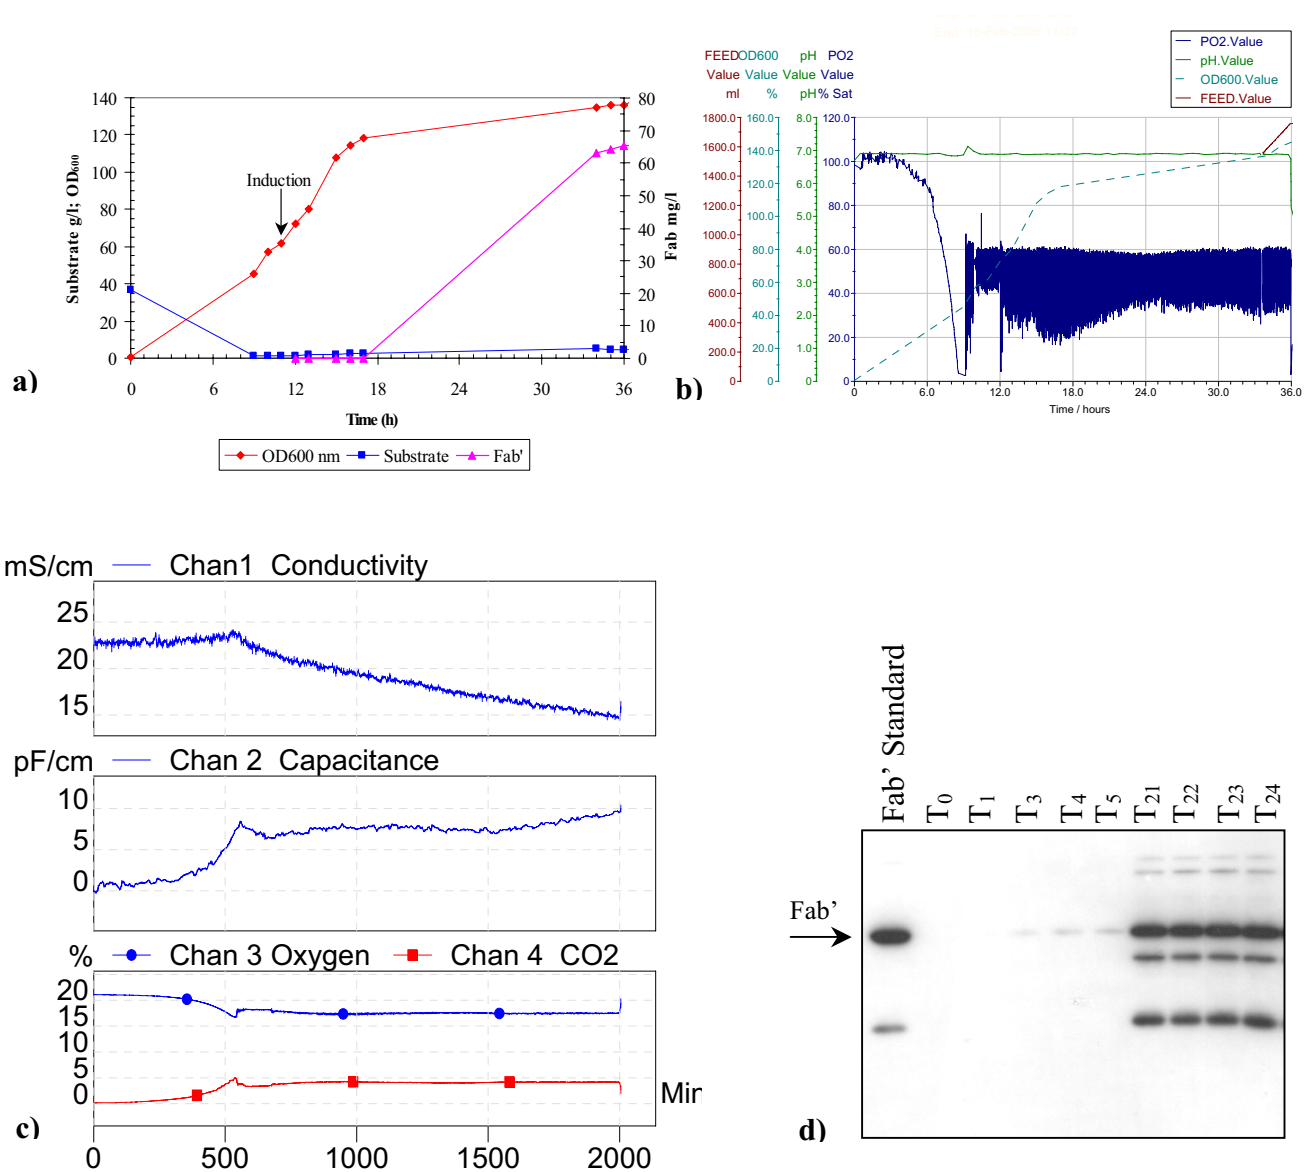 140
120
100
80
60
40
20
0
Substrate g/l; OD600
Induction
80
70
60
50
40
30
20
10
0
Fab mg/l
0 6 12 18 24 30 36
Time (h)
OD600 nm Substrate Fab'
a)
PO2.Value
pH.Value
OD600.Value
FEED.Value
FEED OD600 pH PO2
Value Value Value Value
ml % pH % Sat
1800.0 160.0 8.0 120.0
1600.0 140.0 7.0 100.0
1400.0 120.0 6.0 80.0
1200.0 100.0 5.0 60.0
1000.0 80.0 4.0 40.0
800.0 60.0 3.0 20.0
600.0 40.0 2.0 0
400.0 20.0 1.0
200.0 0 0
0
0 6.0 12.0 18.0 24.0 30.0 36.0
Time / hours
b)
mS/cm Chan1 Conductivity
25
20
15
pF/cm Chan 2 Capacitance
10
5
0
% Chan 3 Oxygen Chan 4 CO2
20
15
10
5
0
Min
0 500 1000 1500 2000
c)
Fab’ Standard T0 T1 T3 T4 T5 T21 T22 T23 T24
Fab’
d)